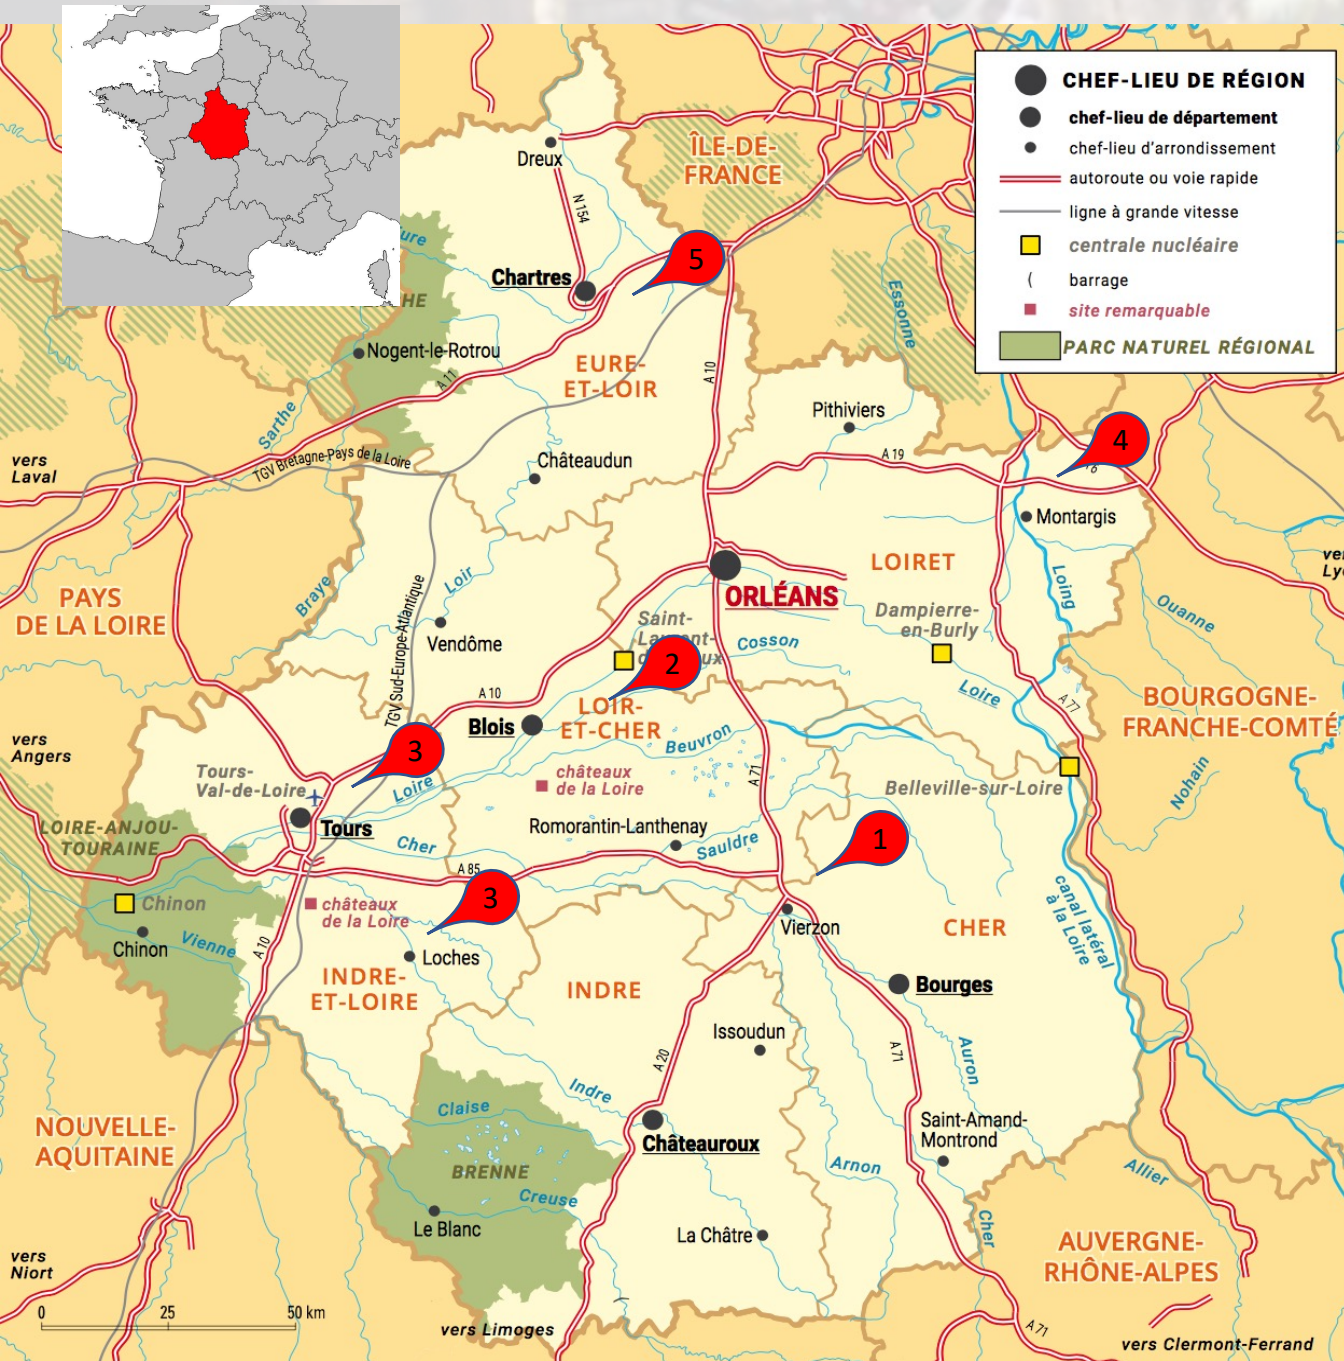 CHEF-LIEU DE RÉGION
chef-lieu de département
chef-lieu d'arrondissement
autoroute ou voie rapide
ligne à grande vitesse
centrale nucléaire
barrage
site remarquable
PARC NATUREL RÉGIONAL
Dreux
ÎLE-DE-
FRANCE
N 154
Chartres
5
Essonne
Nogent-le-Rotrou
A 11
EURE-
ET-LOIR
A 10
Sarthe
Pithiviers
4
vers
Laval
TGV Bretagne-Pays de la Loire
Châteaudun
A 19
Montargis
PAYS
DE LA LOIRE
Braye
Loir
TGV Sud-Europe-Atlantique
Vendôme
ORLÉANS
LOIRET
Loing
Ouanne
Saint-
Dampierre-
en-Burly
Cosson
2
Loire
A 77
BOURGOGNE-
FRANCHE-COMTÉ
A 10
Blois
LOIR-
ET-CHER
Beuvron
A 71
vers
Angers
3
Tours-
Val-de-Loire
Loire
châteaux
de la Loire
Belleville-sur-Loire
Nohain
LOIRE-ANJOU-
TOURAINE
Tours
Cher
Romorantin-Lanthenay
Sauldre
1
A 85
3
Chinon
châteaux
de la Loire
canal latéral
à la Loire
Chinon
Vienne
A 10
Loches
Vierzon
CHER
INDRE-
ET-LOIRE
INDRE
Bourges
Issoudun
A 20
A 71
Auron
Indre
Claise
Châteauroux
NOUVELLE-
AQUITAINE
BRENNE
Creuse
Saint-Amand-
Montrond
Arnon
Allier
Le Blanc
La Châtre
Cher
AUVERGNE-
RHÔNE-ALPES
vers
Niort
0 25 50 km
vers Limoges
A 71
vers Clermont-Ferrand